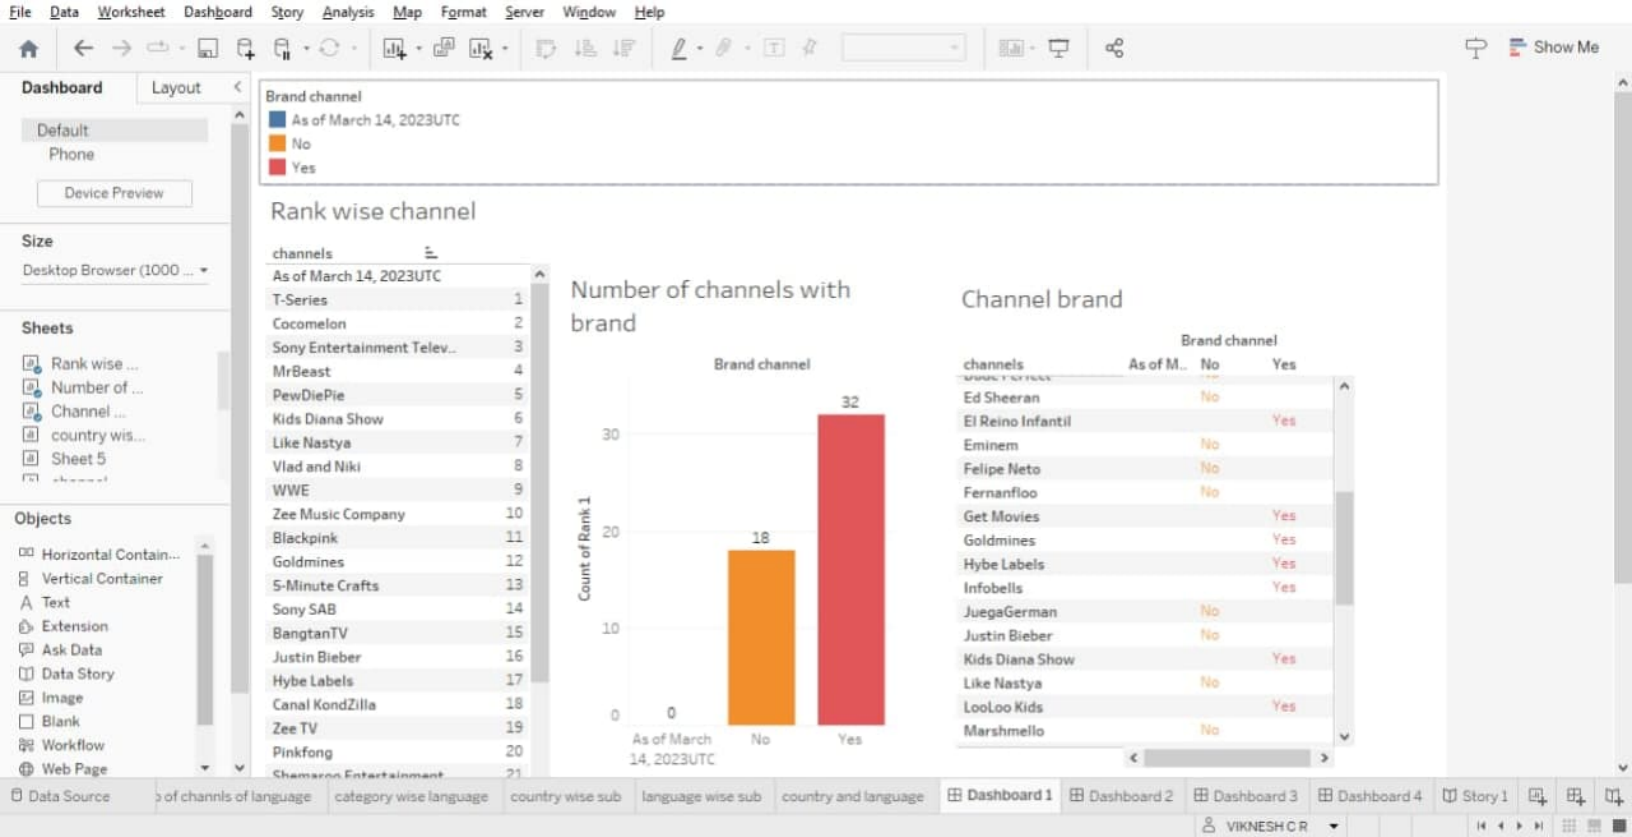 File Data Worksheet Dashboard Story Analysis Map Format Server Window Help
Show Me
Dashboard Layout
Default
Phone
Device Preview
Size
Desktop Browser (1000 ...
Sheets
Rank wise ...
Number of ...
Channel ...
country wis...
Sheet 5
Objects
Horizontal Contain...
Vertical Container
Text
Extension
Ask Data
Data Story
Image
Blank
Workflow
Web Page
Brand channel
As of March 14, 2023UTC
No
Yes
Rank wise channel
channels
As of March 14, 2023UTC
T-Series 1
Cocomelon 2
Sony Entertainment Telev... 3
MrBeast 4
PewDiePie 5
Kids Diana Show 6
Like Nastya 7
Vlad and Niki 8
WWE 9
Zee Music Company 10
Blackpink 11
Goldmines 12
5-Minute Crafts 13
Sony SAB 14
BangtanTV 15
Justin Bieber 16
Hybe Labels 17
Canal KondZilla 18
Zee TV 19
Pinkfong 20
Shemaroo Entertainment 21
Number of channels with
brand
Brand channel
Count of Rank 1
30
20
10
0
0
18
32
As of March
14, 2023UTC
No
Yes
Channel brand
Brand channel
channels As of M.. No Yes
Dude Perfect No
Ed Sheeran No
El Reino Infantil Yes
Eminem No
Felipe Neto No
Fernanfloo No
Get Movies Yes
Goldmines Yes
Hybe Labels Yes
Infobells Yes
JuegaGerman No
Justin Bieber No
Kids Diana Show Yes
Like Nastya No
LooLoo Kids Yes
Marshmello No
Data Source of channls of language category wise language country wise sub language wise sub country and language Dashboard 1 Dashboard 2 Dashboard 3 Dashboard 4 Story 1
VIKNESH C R